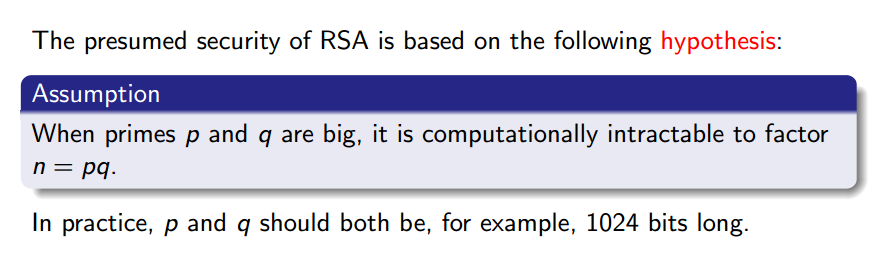 The presumed security of RSA is based on the following hypothesis:
Assumption
When primes p and q are big, it is computationally intractable to factor
n = pq.
In practice, p and q should both be, for example, 1024 bits long.